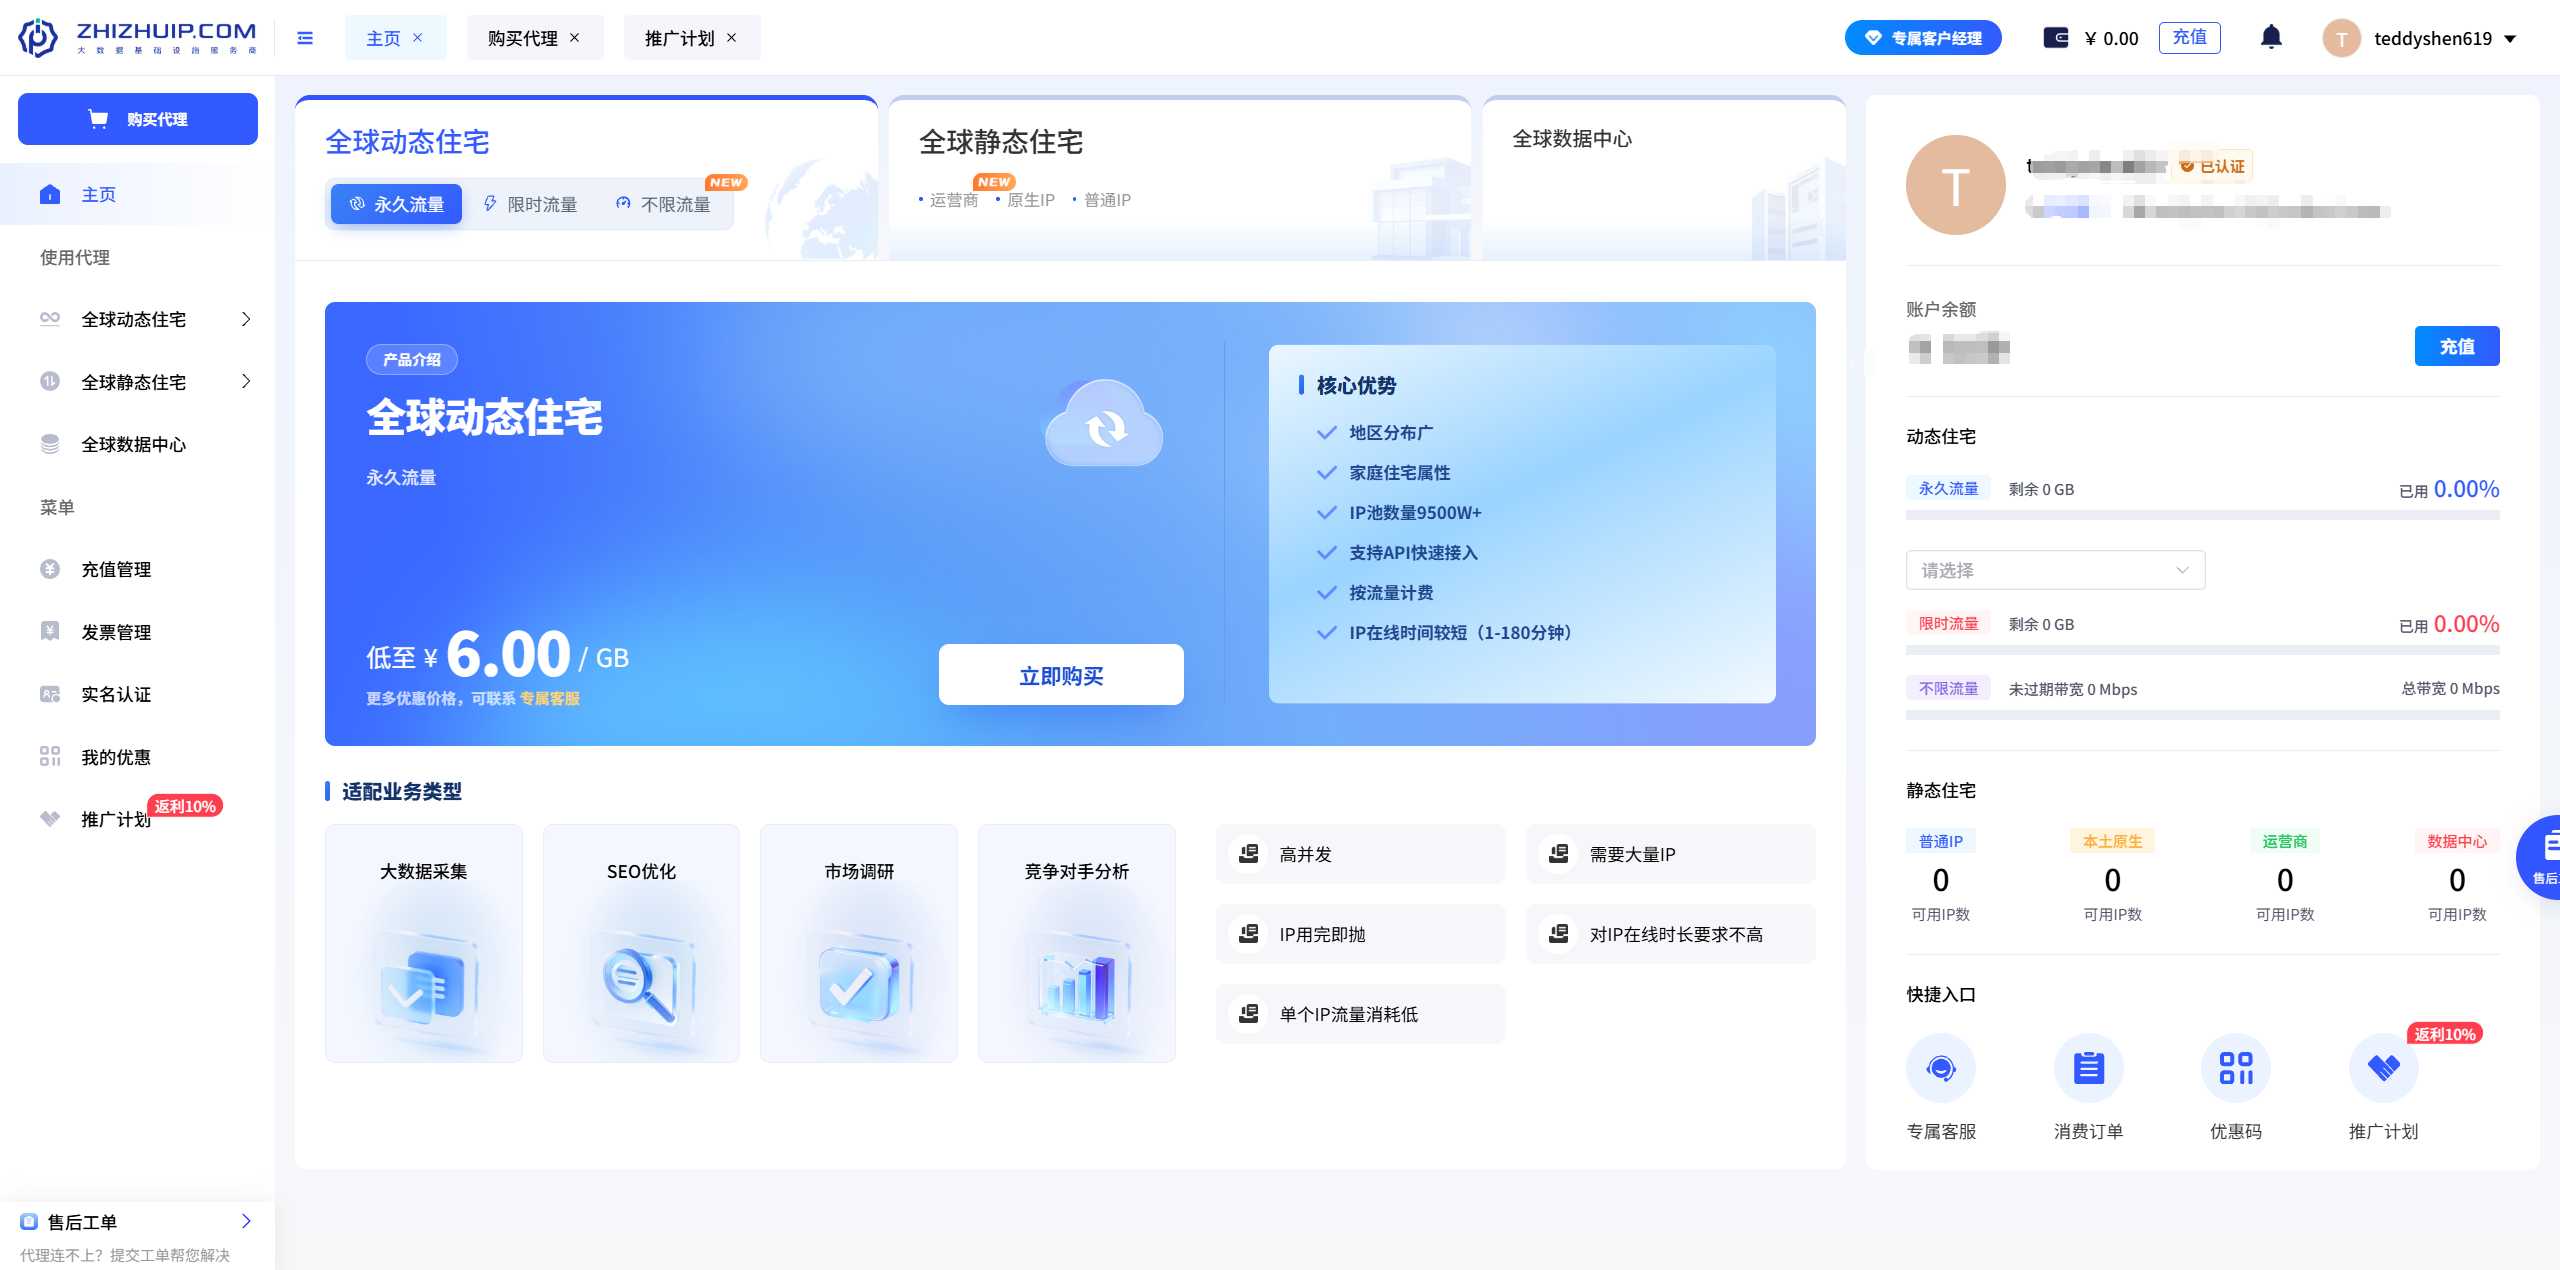 ZHIZHUIP.COM
大数据基础设施服务商
主页
购买代理
推广计划
专属客户经理
¥ 0.00
充值
T
teddyshen619
购买代理
主页
使用代理
全球动态住宅
全球静态住宅
全球数据中心
菜单
充值管理
发票管理
实名认证
我的优惠
推广计划
返利10%
售后工单
代理连不上？提交工单帮您解决
全球动态住宅
永久流量
限时流量
不限流量
NEW
全球静态住宅
NEW
运营商
原生IP
普通IP
全球数据中心
产品介绍
全球动态住宅
永久流量
低至 ¥ 6.00 / GB
更多优惠价格，可联系 专属客服
立即购买
核心优势
地区分布广
家庭住宅属性
IP池数量9500W+
支持API快速接入
按流量计费
IP在线时间较短（1-180分钟）
适配业务类型
大数据采集
SEO优化
市场调研
竞争对手分析
高并发
需要大量IP
IP用完即抛
对IP在线时长要求不高
单个IP流量消耗低
T
已认证
账户余额
充值
动态住宅
永久流量
剩余 0 GB
已用 0.00%
请选择
限时流量
剩余 0 GB
已用 0.00%
不限流量
未过期带宽 0 Mbps
总带宽 0 Mbps
静态住宅
普通IP
本土原生
运营商
数据中心
0
0
0
0
可用IP数
可用IP数
可用IP数
可用IP数
快捷入口
返利10%
专属客服
消费订单
优惠码
推广计划
售后